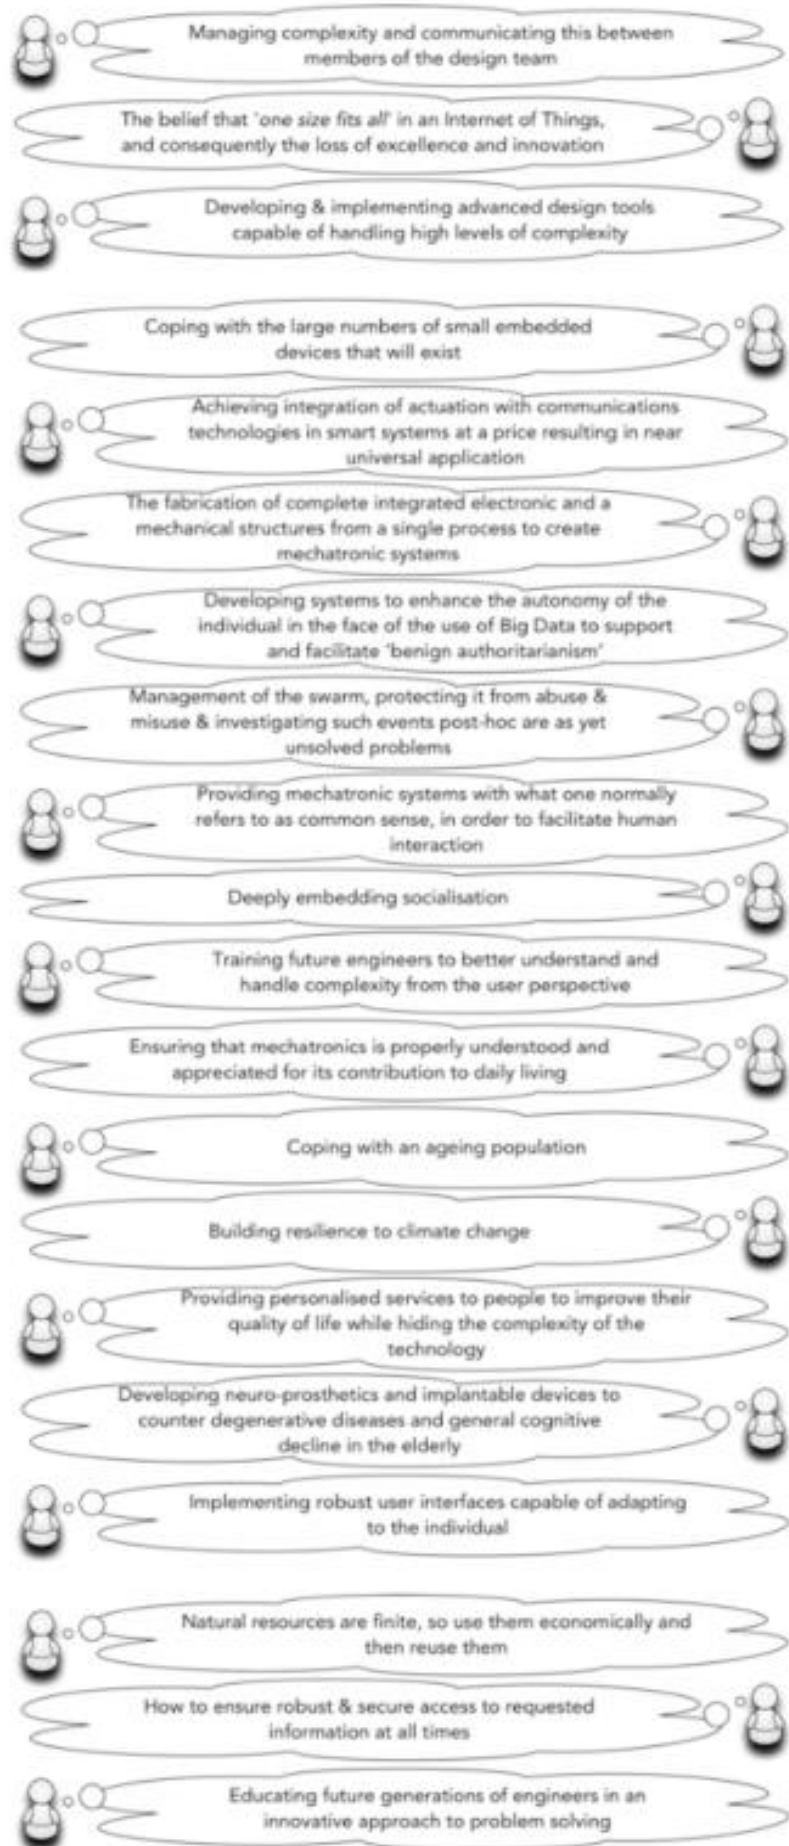 Managing complexity and communicating this between
members of the design team
The belief that 'one size fits all' in an Internet of Things,
and consequently the loss of excellence and innovation
Developing & implementing advanced design tools
capable of handling high levels of complexity
Coping with the large numbers of small embedded
devices that will exist
Achieving integration of actuation with communications
technologies in smart systems at a price resulting in near
universal application
The fabrication of complete integrated electronic and a
mechanical structures from a single process to create
mechatronic systems
Developing systems to enhance the autonomy of the
individual in the face of the use of Big Data to support
and facilitate 'benign authoritarianism'
Management of the swarm, protecting it from abuse &
misuse & investigating such events post-hoc are as yet
unsolved problems
Providing mechatronic systems with what one normally
refers to as common sense, in order to facilitate human
interaction
Deeply embedding socialisation
Training future engineers to better understand and
handle complexity from the user perspective
Ensuring that mechatronics is properly understood and
appreciated for its contribution to daily living
Coping with an ageing population
Building resilience to climate change
Providing personalised services to people to improve their
quality of life while hiding the complexity of the
technology
Developing neuro-prosthetics and implantable devices to
counter degenerative diseases and general cognitive
decline in the elderly
Implementing robust user interfaces capable of adapting
to the individual
Natural resources are finite, so use them economically and
then reuse them
How to ensure robust & secure access to requested
information at all times
Educating future generations of engineers in an
innovative approach to problem solving